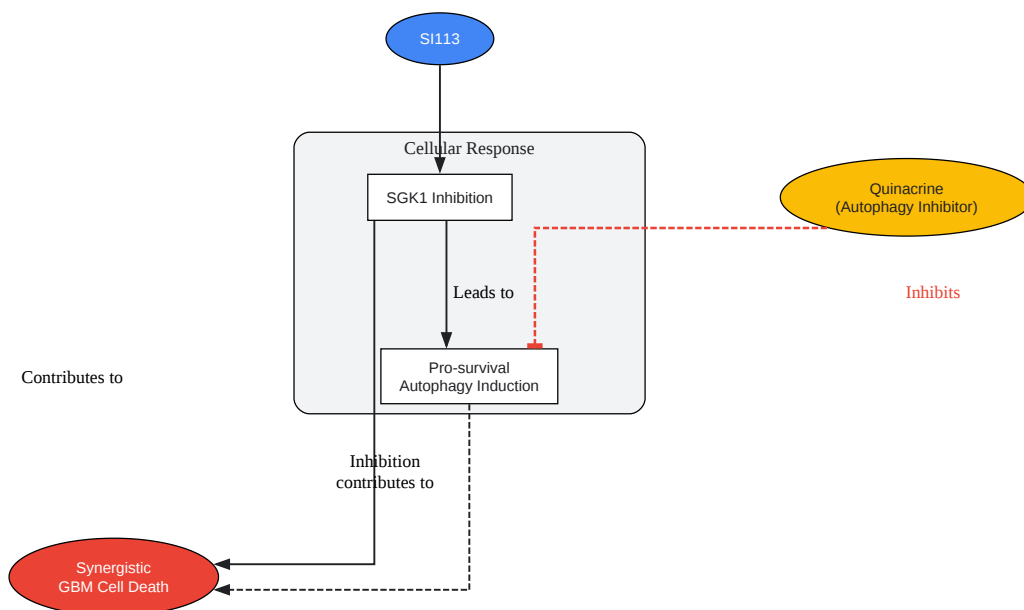 SI113
Cellular Response
SGK1 Inhibition
Quinacrine
(Autophagy Inhibitor)
Leads to
Inhibits
Pro-survival
Autophagy Induction
Contributes to
Inhibition
contributes to
Synergistic
GBM Cell Death